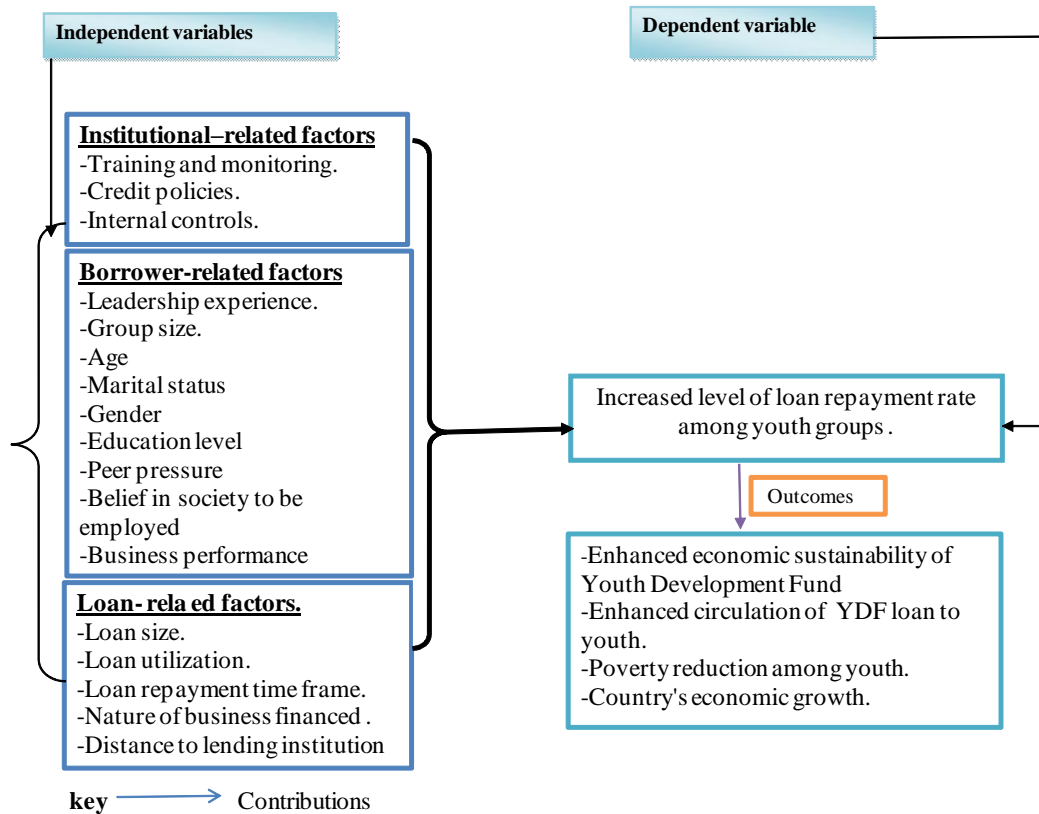 Independent variables
Dependent variable
Institutional–related factors
-Training and monitoring.
-Credit policies.
-Internal controls.
Borrower-related factors
-Leadership experience.
-Group size.
-Age
-Marital status
-Gender
-Education level
-Peer pressure
-Belief in society to be
employed
-Business performance
Loan- rela ed factors.
-Loan size.
-Loan utilization.
-Loan repayment time frame.
-Nature of business financed .
-Distance to lending institution
Increased level of loan repayment rate
among youth groups .
Outcomes
-Enhanced economic sustainability of
Youth Development Fund
-Enhanced circulation of YDF loan to
youth.
-Poverty reduction among youth.
-Country's economic growth.
key Contributions